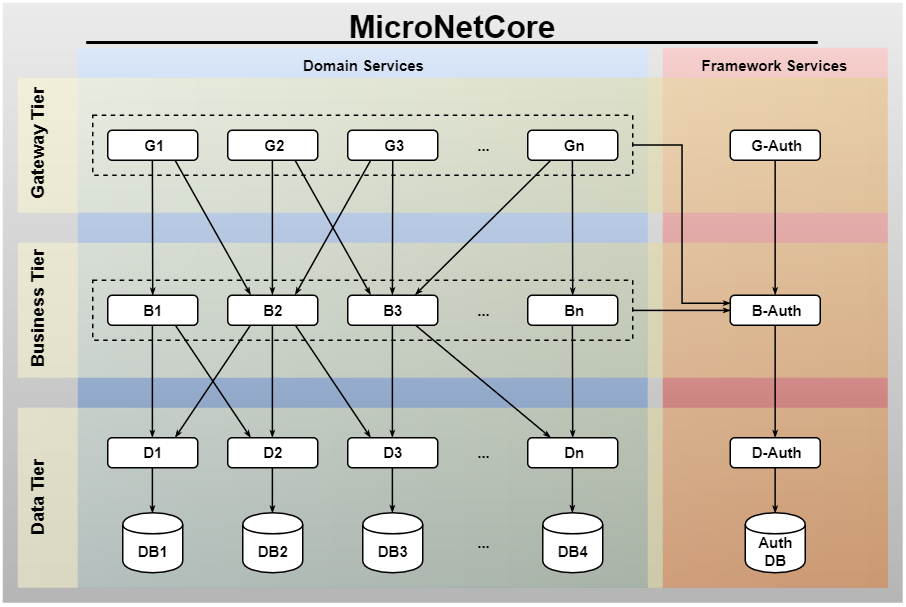 MicroNetCore
Domain Services
Framework Services
Gateway Tier
G1 G2 G3 ... Gn G-Auth
Business Tier
B1 B2 B3 ... Bn B-Auth
Data Tier
D1 D2 D3 ... Dn D-Auth
DB1 DB2 DB3 ... DB4 Auth
DB